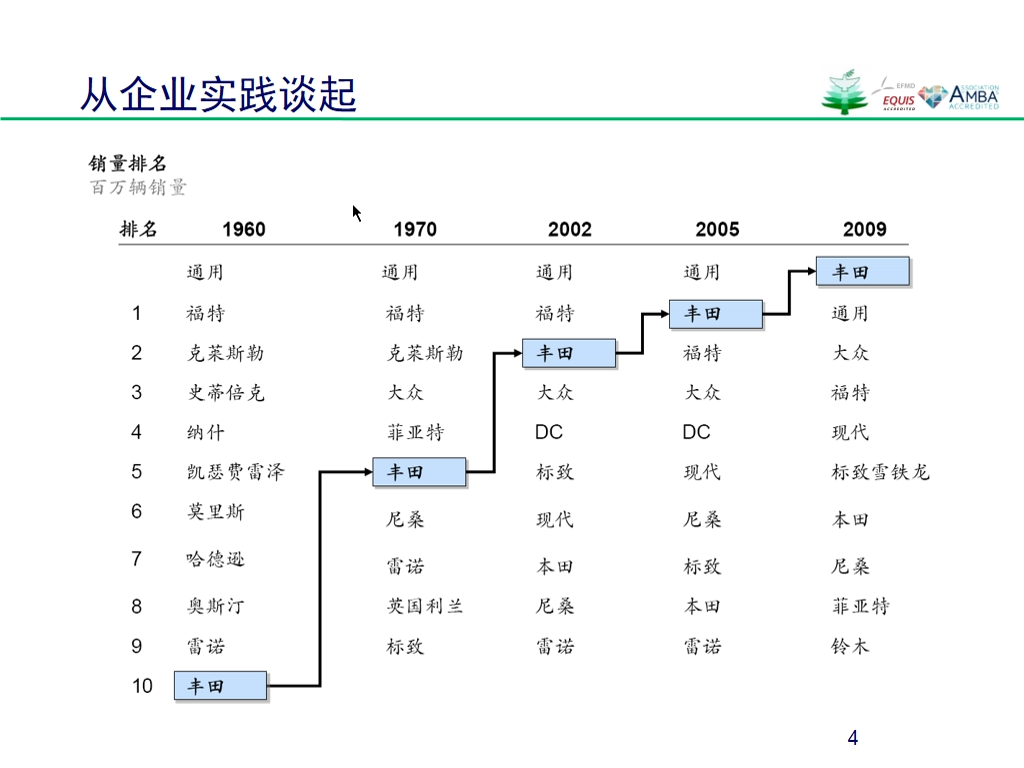 从企业实践谈起
EFMD
EQUIS
ACCREDITED
ASSOCIATION
AMBA
ACCREDITED
销量排名
百万辆销量
排名 1960 1970 2002 2005 2009
通用 通用 通用 通用 丰田
1 福特 福特 福特 丰田 通用
2 克莱斯勒 克莱斯勒 丰田 福特 大众
3 史蒂倍克 大众 大众 大众 福特
4 纳什 菲亚特 DC DC 现代
5 凯瑟费雷泽 丰田 标致 现代 标致雪铁龙
6 莫里斯 尼桑 现代 尼桑 本田
7 哈德逊 雷诺 本田 标致 尼桑
8 奥斯汀 英国利兰 尼桑 本田 菲亚特
9 雷诺 标致 雷诺 雷诺 铃木
10 丰田
4